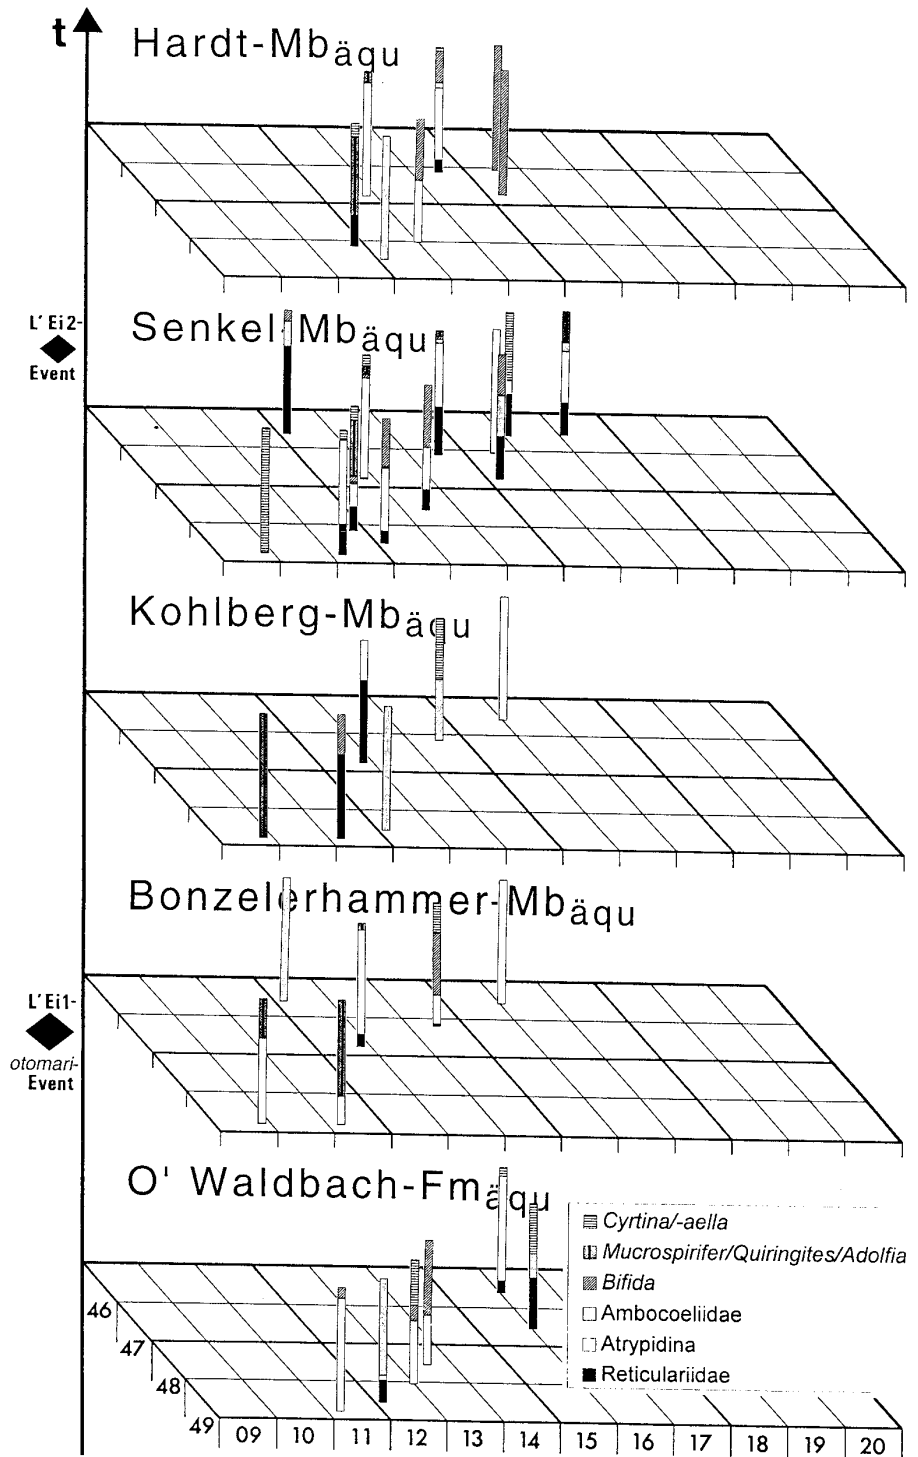 t
Hardt-Mbäqu
L'Ei2-
Event
Senkel-Mbäqu
Kohlberg-Mbäqu
Bonzelerhammer-Mbäqu
L'Ei1-
otomari-
Event
O' Waldbach-Fmäqu
Cyrtina/-aella
Mucrospirifer/Quiringites/Adolfia
Bifida
Ambocoeliidae
Atrypidina
Reticulariidae
46
47
48
49
09 10 11 12 13 14 15 16 17 18 19 20